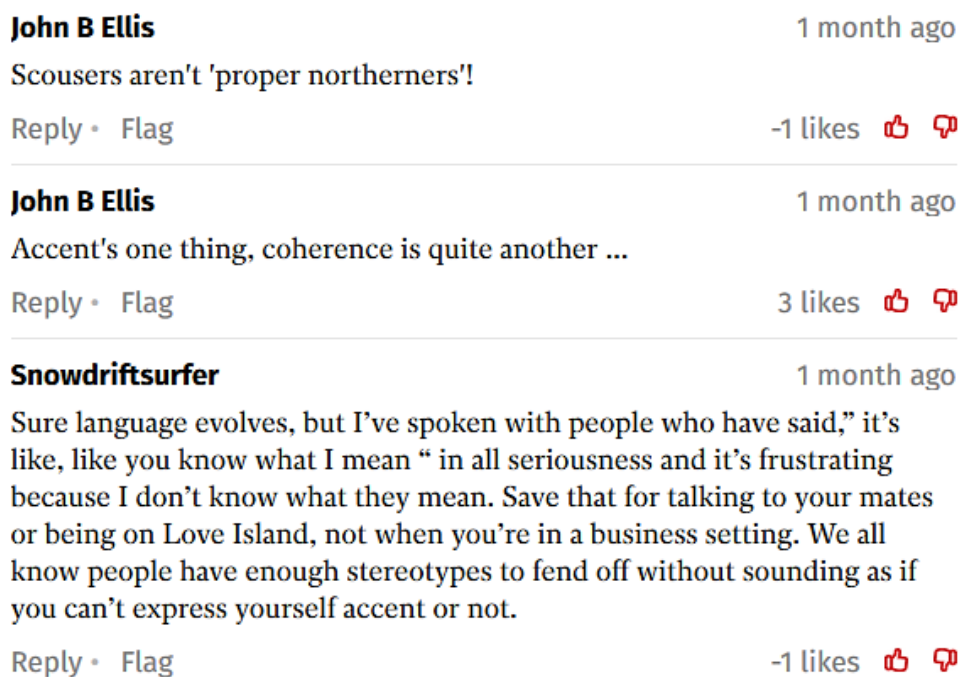 John B Ellis 1 month ago
Scousers aren't 'proper northerners'!
Reply • Flag -1 likes
John B Ellis 1 month ago
Accent's one thing, coherence is quite another ...
Reply • Flag 3 likes
Snowdriftsurfer 1 month ago
Sure language evolves, but I’ve spoken with people who have said,” it’s
like, like you know what I mean “ in all seriousness and it’s frustrating
because I don’t know what they mean. Save that for talking to your mates
or being on Love Island, not when you’re in a business setting. We all
know people have enough stereotypes to fend off without sounding as if
you can’t express yourself accent or not.
Reply • Flag -1 likes